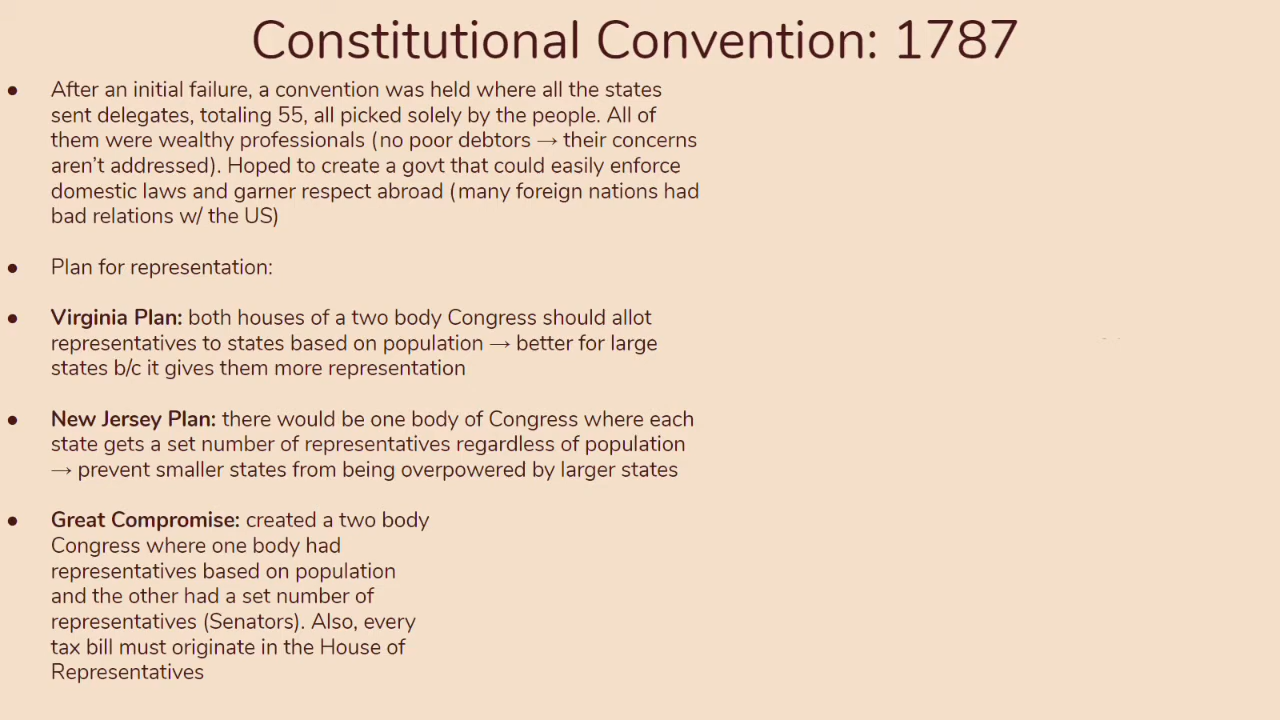 Constitutional Convention: 1787
● After an initial failure, a convention was held where all the states
sent delegates, totaling 55, all picked solely by the people. All of
them were wealthy professionals (no poor debtors → their concerns
aren't addressed). Hoped to create a govt that could easily enforce
domestic laws and garner respect abroad (many foreign nations had
bad relations w/ the US)
● Plan for representation:
● Virginia Plan: both houses of a two body Congress should allot
representatives to states based on population → better for large
states b/c it gives them more representation
● New Jersey Plan: there would be one body of Congress where each
state gets a set number of representatives regardless of population
→ prevent smaller states from being overpowered by larger states
● Great Compromise: created a two body
Congress where one body had
representatives based on population
and the other had a set number of
representatives (Senators). Also, every
tax bill must originate in the House of
Representatives